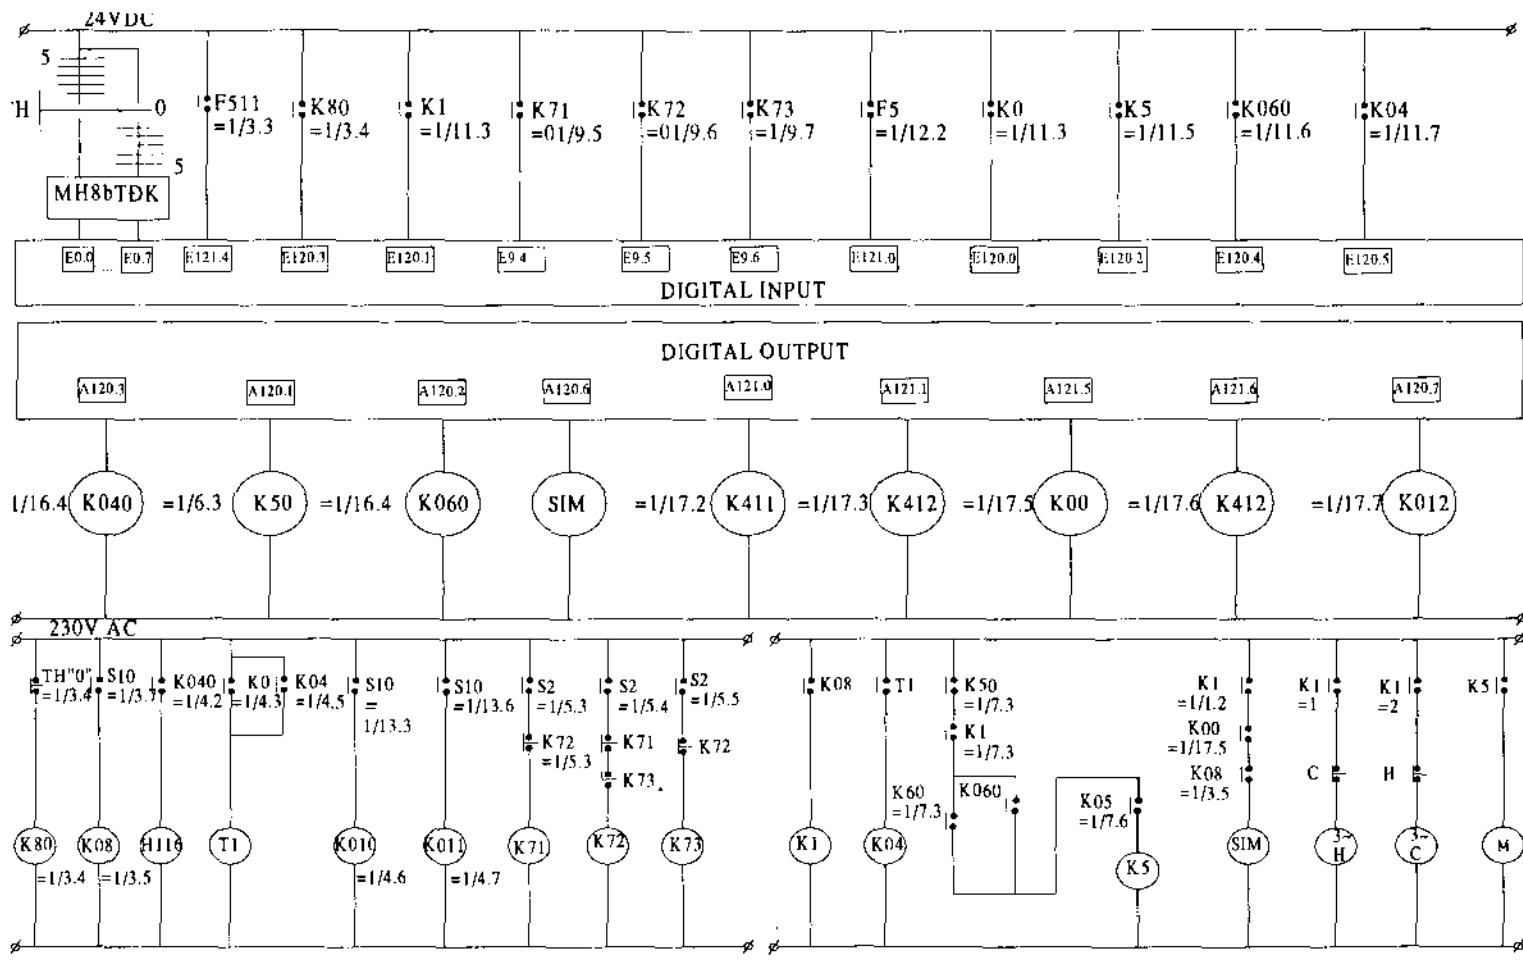 24VDC
5
H
0
5
MH8bTĐK
F511
=1/3.3
K80
=1/3.4
K1
=1/11.3
K71
=01/9.5
K72
=01/9.6
K73
=1/9.7
F5
=1/12.2
K0
=1/11.3
K5
=1/11.5
K060
=1/11.6
K04
=1/11.7
E0.0 ... E0.7 E121.4 E120.3 E120.1 E9.4 E9.5 E9.6 E121.0 E120.0 E120.2 E120.4 E120.5
DIGITAL INPUT
DIGITAL OUTPUT
A120.3 A120.1 A120.2 A120.6 A121.0 A121.1 A121.5 A121.6 A120.7
1/16.4 K040 =1/6.3 K50 =1/16.4 K060 SIM =1/17.2 K411 =1/17.3 K412 =1/17.5 K00 =1/17.6 K412 =1/17.7 K012
230V AC
TH"0"
=1/3.4
S10
=1/3.7
K040
=1/4.2
K0
=1/4.3
K04
=1/4.5
S10
=
1/13.3
S10
=1/13.6
S2
=1/5.3
K72
=1/5.3
S2
=1/5.4
K71
K73
S2
=1/5.5
K72
K08
T1
K50
=1/7.3
K1
=1/7.3
K60
=1/7.3
K060
K05
=1/7.6
K1
=1/1.2
K00
=1/17.5
K08
=1/3.5
K1
=1
C
K1
=2
H
K5
K80
=1/3.4
K08
=1/3.5
H116
T1
K010
=1/4.6
K011
=1/4.7
K71
K72
K73
K1
K04
K5
SIM
3~
H
3~
C
M